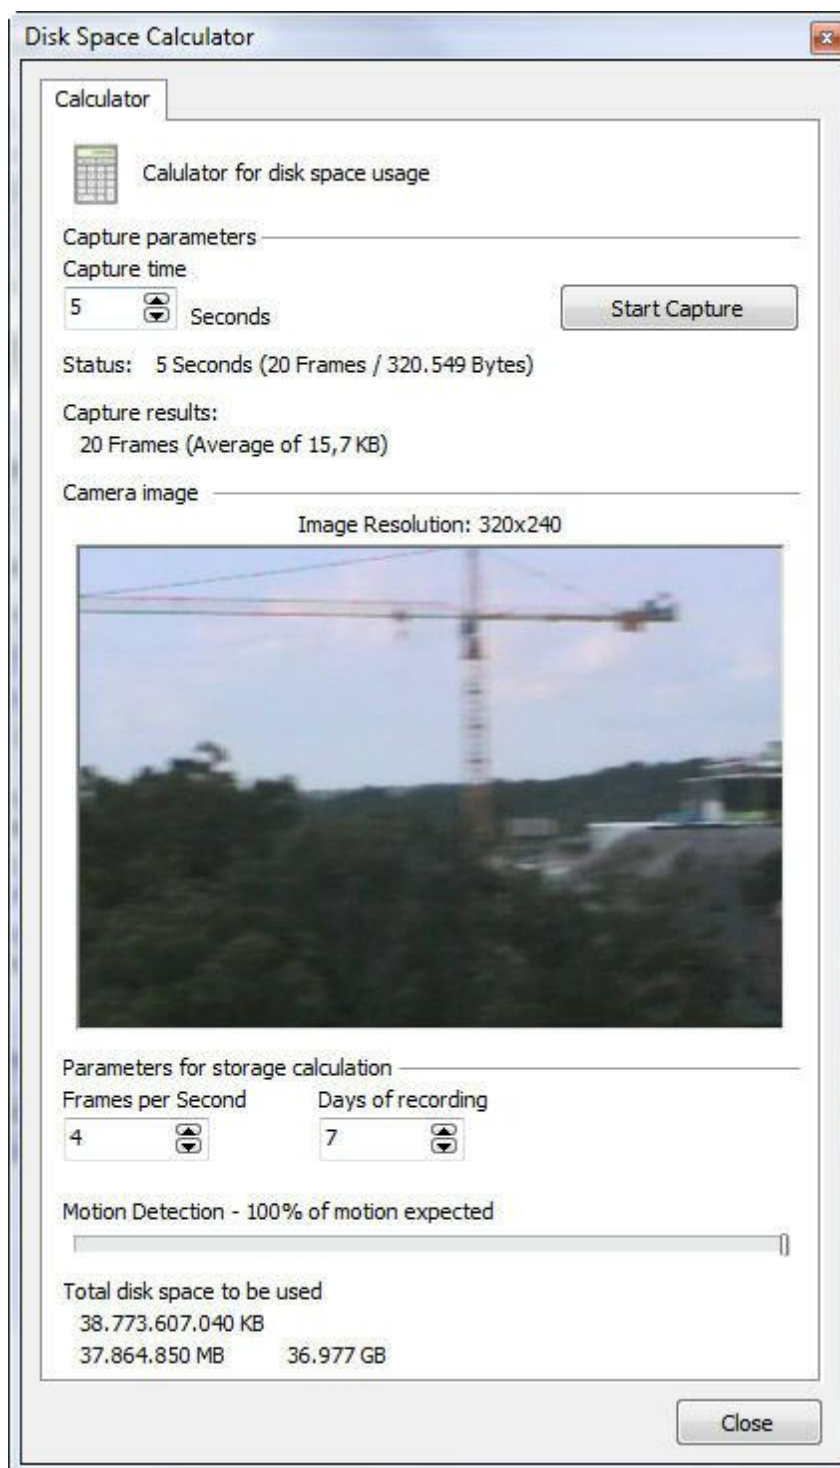 Disk Space Calculator
Calculator
Calulator for disk space usage
Capture parameters
Capture time
5 Seconds Start Capture
Status: 5 Seconds (20 Frames / 320.549 Bytes)
Capture results:
20 Frames (Average of 15,7 KB)
Camera image
Image Resolution: 320x240
Parameters for storage calculation
Frames per Second Days of recording
4 7
Motion Detection - 100% of motion expected
Total disk space to be used
38.773.607.040 KB
37.864.850 MB 36.977 GB
Close